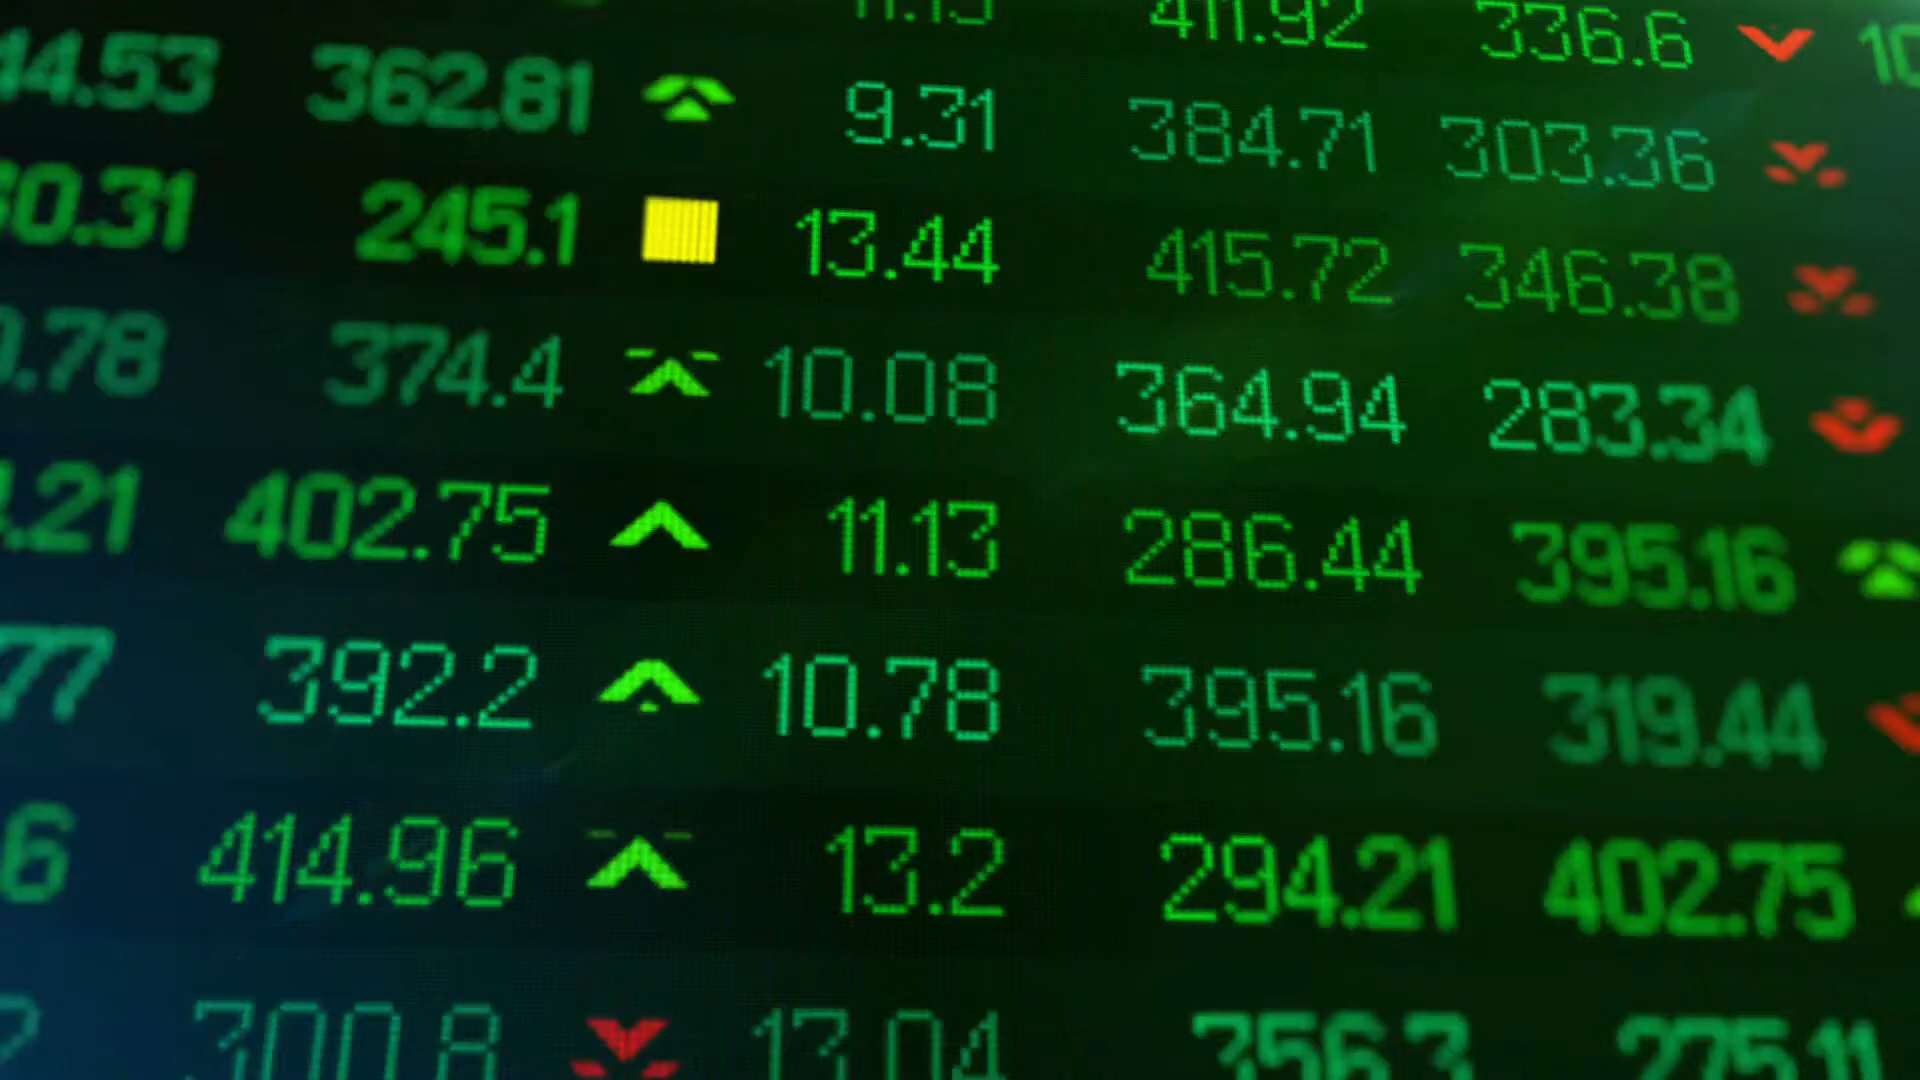 411.92 336.6
44.53 362.81 9.31 384.71 303.36
0.31 245.1 13.44 415.72 346.38
.78 374.4 10.08 364.94 283.34
.21 402.75 11.13 286.44 395.16
77 392.2 10.78 395.16 319.44
6 414.96 13.2 294.21 402.75
300.8 13.04 356.3 275.11